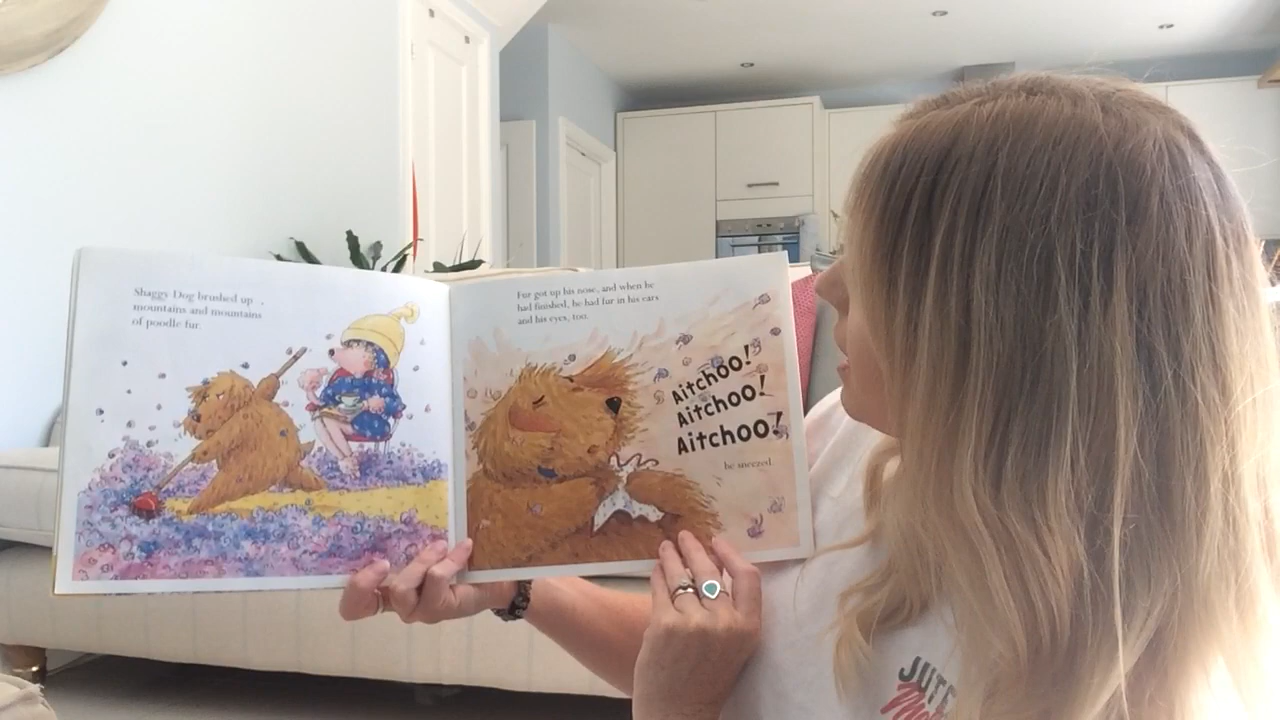 Shaggy Dog brushed up
mountains and mountains
of poodle fur.
Fur got up his nose, and when he
had finished, he had fur in his ears
and his eyes, too.
Aitchoo!
Aitchoo!
Aitchoo!
he sneezed.
JUTE